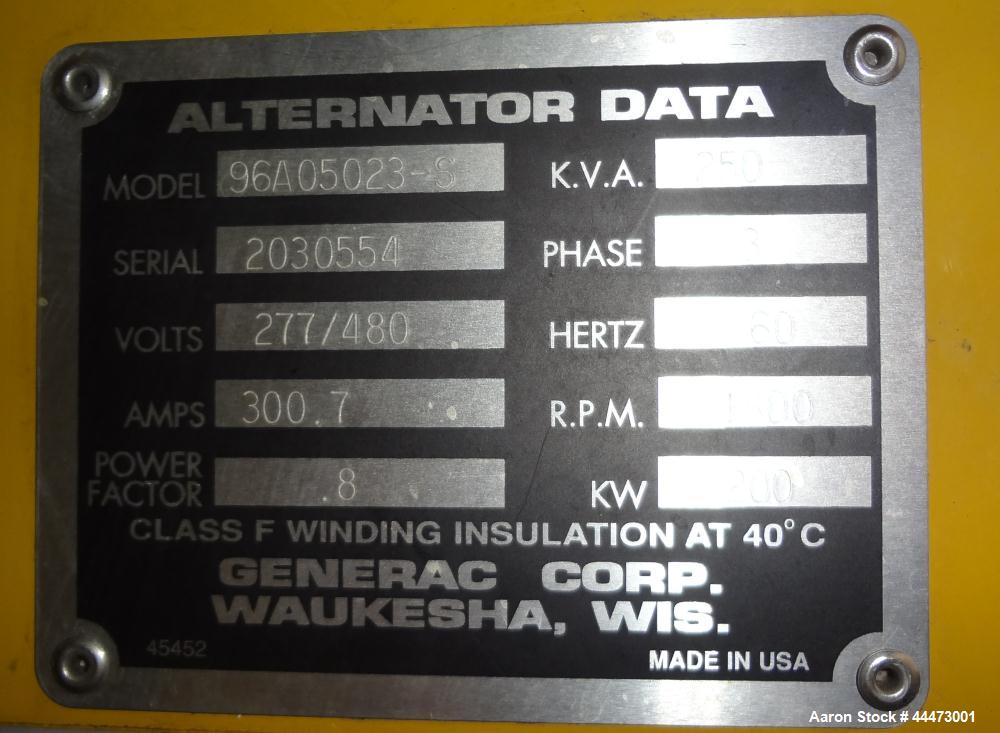 ALTERNATOR DATA
MODEL 96A05023-S K.V.A. 250
SERIAL 2030554 PHASE 3
VOLTS 277/480 HERTZ 60
AMPS 300.7 R.P.M. 1800
POWER FACTOR .8 KW 200
CLASS F WINDING INSULATION AT 40°C
GENERAC CORP.
WAUKESHA, WIS.
45452
MADE IN USA
Aaron Stock # 44473001